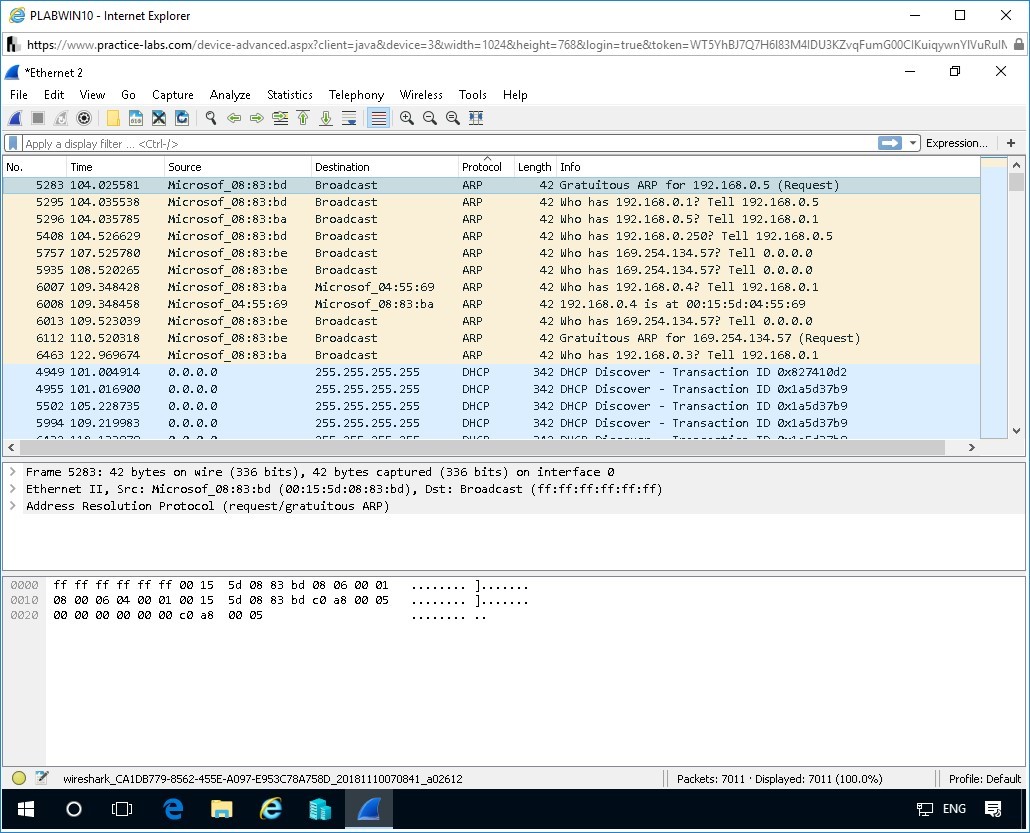 PLABWIN10 - Internet Explorer
*Ethernet 2
File Edit View Go Capture Analyze Statistics Telephony Wireless Tools Help
Apply a display filter ... <Ctrl-/> Expression... +
No. Time Source Destination Protocol Length Info
5283 104.025581 Microsof_08:83:bd Broadcast ARP 42 Gratuitous ARP for 192.168.0.5 (Request)
5295 104.035538 Microsof_08:83:bd Broadcast ARP 42 Who has 192.168.0.1? Tell 192.168.0.5
5296 104.035785 Microsof_08:83:ba Broadcast ARP 42 Who has 192.168.0.5? Tell 192.168.0.1
5408 104.526629 Microsof_08:83:bd Broadcast ARP 42 Who has 192.168.0.250? Tell 192.168.0.5
5757 107.525780 Microsof_08:83:be Broadcast ARP 42 Who has 169.254.134.57? Tell 0.0.0.0
5935 108.520265 Microsof_08:83:be Broadcast ARP 42 Who has 169.254.134.57? Tell 0.0.0.0
6007 109.348428 Microsof_08:83:ba Microsof_04:55:69 ARP 42 Who has 192.168.0.4? Tell 192.168.0.1
6008 109.348458 Microsof_04:55:69 Microsof_08:83:ba ARP 42 192.168.0.4 is at 00:15:5d:04:55:69
6013 109.523039 Microsof_08:83:be Broadcast ARP 42 Who has 169.254.134.57? Tell 0.0.0.0
6112 110.520318 Microsof_08:83:be Broadcast ARP 42 Gratuitous ARP for 169.254.134.57 (Request)
6463 122.969674 Microsof_08:83:ba Broadcast ARP 42 Who has 192.168.0.3? Tell 192.168.0.1
4949 101.004914 0.0.0.0 255.255.255.255 DHCP 342 DHCP Discover - Transaction ID 0x827410d2
4955 101.016900 0.0.0.0 255.255.255.255 DHCP 342 DHCP Discover - Transaction ID 0x1a5d37b9
5502 105.228735 0.0.0.0 255.255.255.255 DHCP 342 DHCP Discover - Transaction ID 0x1a5d37b9
5994 109.219983 0.0.0.0 255.255.255.255 DHCP 342 DHCP Discover - Transaction ID 0x1a5d37b9
Frame 5283: 42 bytes on wire (336 bits), 42 bytes captured (336 bits) on interface 0
Ethernet II, Src: Microsof_08:83:bd (00:15:5d:08:83:bd), Dst: Broadcast (ff:ff:ff:ff:ff:ff)
Address Resolution Protocol (request/gratuitous ARP)
0000 ff ff ff ff ff ff 00 15 5d 08 83 bd 08 06 00 01 ........ ].......
0010 08 00 06 04 00 01 00 15 5d 08 83 bd c0 a8 00 05 ........ ].......
0020 00 00 00 00 00 00 c0 a8 00 05 ........ ..
wireshark_CA1DB779-8562-455E-A097-E953C78A758D_20181110070841_a02612 Packets: 7011 · Displayed: 7011 (100.0%) Profile: Default
ENG